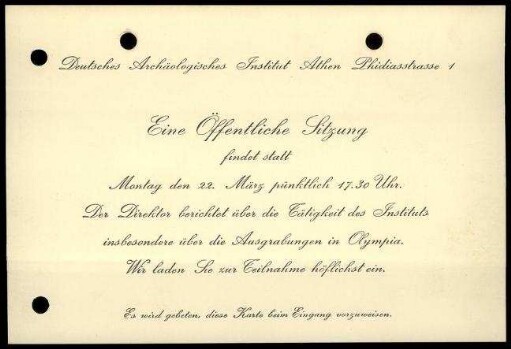 Deutsches Archäologisches Institut Athen Phidiasstrasse 1
Eine Öffentliche Sitzung
findet statt
Montag den 22. März pünktlich 17.30 Uhr.
Der Direktor berichtet über die Tätigkeit des Instituts
insbesondere über die Ausgrabungen in Olympia.
Wir laden Sie zur Teilnahme höflichst ein.
Es wird gebeten, diese Karte beim Eingang vorzuweisen.